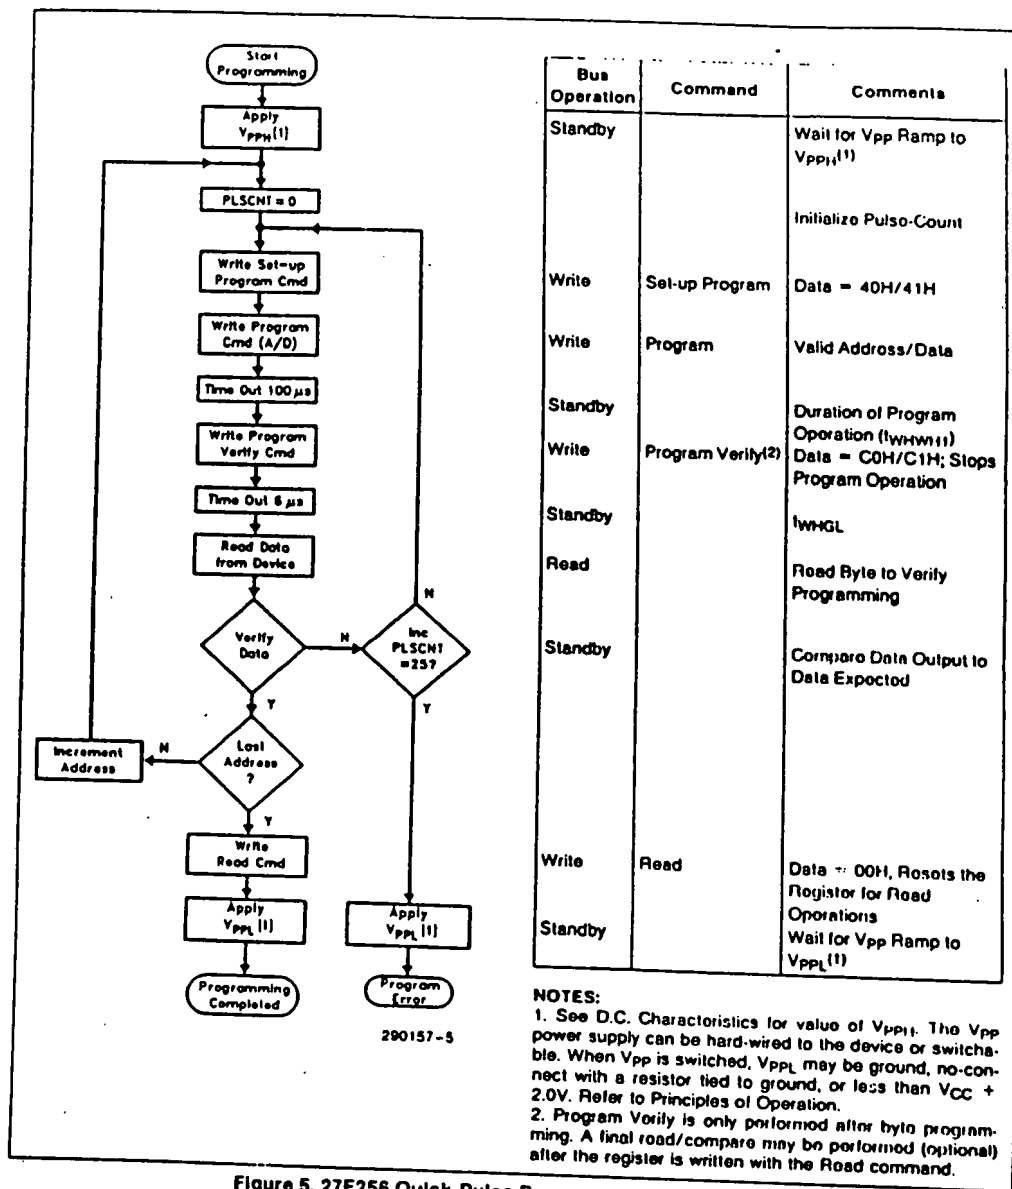 Start
Programming
Apply
VPPH[1]
PLSCNT = 0
Write Set-up
Program Cmd
Write Program
Cmd (A/D)
Time Out 100 µs
Write Program
Verify Cmd
Time Out 6 µs
Read Data
from Device
Verify
Data
N
Inc
PLSCNT
=25?
N
Y
Y
Last
Address
?
N
Increment
Address
Y
Write
Read Cmd
Apply
VPPL[1]
Programming
Completed
Apply
VPPL[1]
Program
Error
290157-5
Bus
Operation Command Comments
Standby Wait for VPP Ramp to
VPPH(1)
Initialize Pulse-Count
Write Set-up Program Data = 40H/41H
Write Program Valid Address/Data
Standby Duration of Program
Operation (tWHWH1)
Write Program Verify(2) Data = C0H/C1H; Stops
Program Operation
Standby tWHGL
Read Read Byte to Verify
Programming
Standby Compare Data Output to
Data Expected
Write Read Data = 00H, Resets the
Register for Read
Operations
Standby Wait for VPP Ramp to
VPPL(1)
NOTES:
1. See D.C. Characteristics for value of VPPH. The VPP
power supply can be hard-wired to the device or switcha-
ble. When VPP is switched, VPPL may be ground, no-con-
nect with a resistor tied to ground, or less than VCC +
2.0V. Refer to Principles of Operation.
2. Program Verify is only performed after byte program-
ming. A final read/compare may be performed (optional)
after the register is written with the Read command.
Figure 5. 27F256 Quick-Pulse